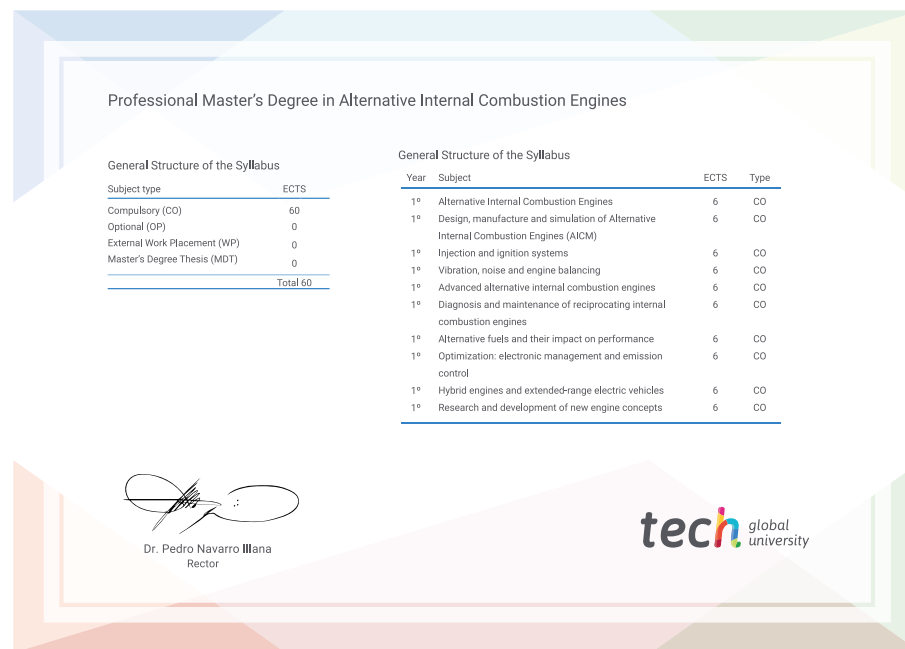 Professional Master's Degree in Alternative Internal Combustion Engines
General Structure of the Syllabus
Subject type ECTS
Compulsory (CO) 60
Optional (OP) 0
External Work Placement (WP) 0
Master's Degree Thesis (MDT) 0
Total 60
General Structure of the Syllabus
Year Subject ECTS Type
1º Alternative Internal Combustion Engines 6 CO
1º Design, manufacture and simulation of Alternative 6 CO
Internal Combustion Engines (AICM)
1º Injection and ignition systems 6 CO
1º Vibration, noise and engine balancing 6 CO
1º Advanced alternative internal combustion engines 6 CO
1º Diagnosis and maintenance of reciprocating internal 6 CO
combustion engines
1º Alternative fuels and their impact on performance 6 CO
1º Optimization: electronic management and emission 6 CO
control
1º Hybrid engines and extended-range electric vehicles 6 CO
1º Research and development of new engine concepts 6 CO
Dr. Pedro Navarro Illana
Rector
tech global
university